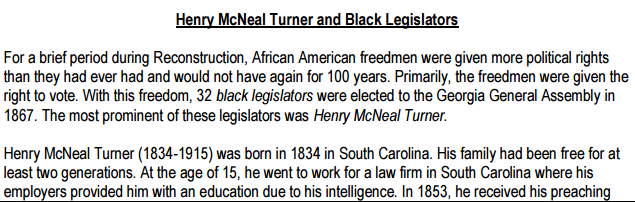 Henry McNeal Turner and Black Legislators
For a brief period during Reconstruction, African American freedmen were given more political rights
than they had ever had and would not have again for 100 years. Primarily, the freedmen were given the
right to vote. With this freedom, 32 black legislators were elected to the Georgia General Assembly in
1867. The most prominent of these legislators was Henry McNeal Turner.
Henry McNeal Turner (1834-1915) was born in 1834 in South Carolina. His family had been free for at
least two generations. At the age of 15, he went to work for a law firm in South Carolina where his
employers provided him with an education due to his intelligence. In 1853, he received his preaching